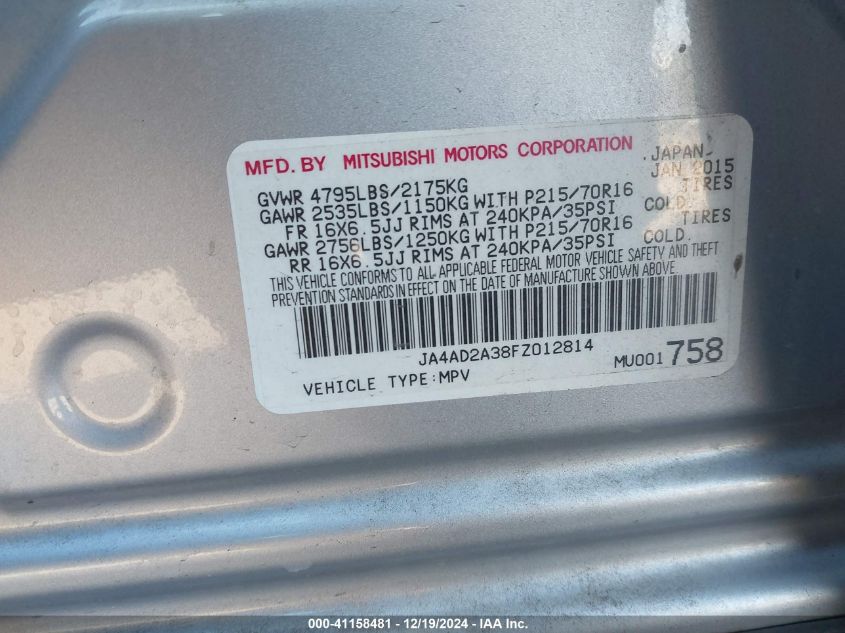 MFD. BY MITSUBISHI MOTORS CORPORATION JAPAN
GVWR 4795LBS/2175KG JAN 2015
GAWR 2535LBS/1150KG WITH P215/70R16 TIRES
FR 16X6.5JJ RIMS AT 240KPA/35PSI COLD.
GAWR 2756LBS/1250KG WITH P215/70R16 TIRES
RR 16X6.5JJ RIMS AT 240KPA/35PSI COLD.
THIS VEHICLE CONFORMS TO ALL APPLICABLE FEDERAL MOTOR VEHICLE SAFETY AND THEFT
PREVENTION STANDARDS IN EFFECT ON THE DATE OF MANUFACTURE SHOWN ABOVE.
JA4AD2A38FZ012814
MU001758
VEHICLE TYPE:MPV
000-41158481 - 12/19/2024 - IAA Inc.